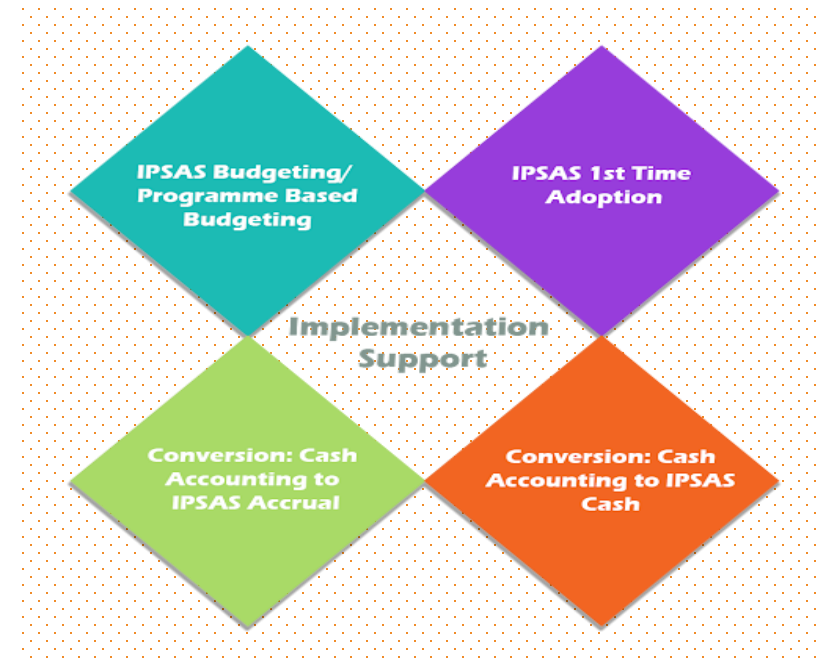 IPSAS Budgeting/
Programme Based
Budgeting
IPSAS 1st Time
Adoption
Implementation
Support
Conversion: Cash
Accounting to
IPSAS Accrual
Conversion: Cash
Accounting to IPSAS
Cash